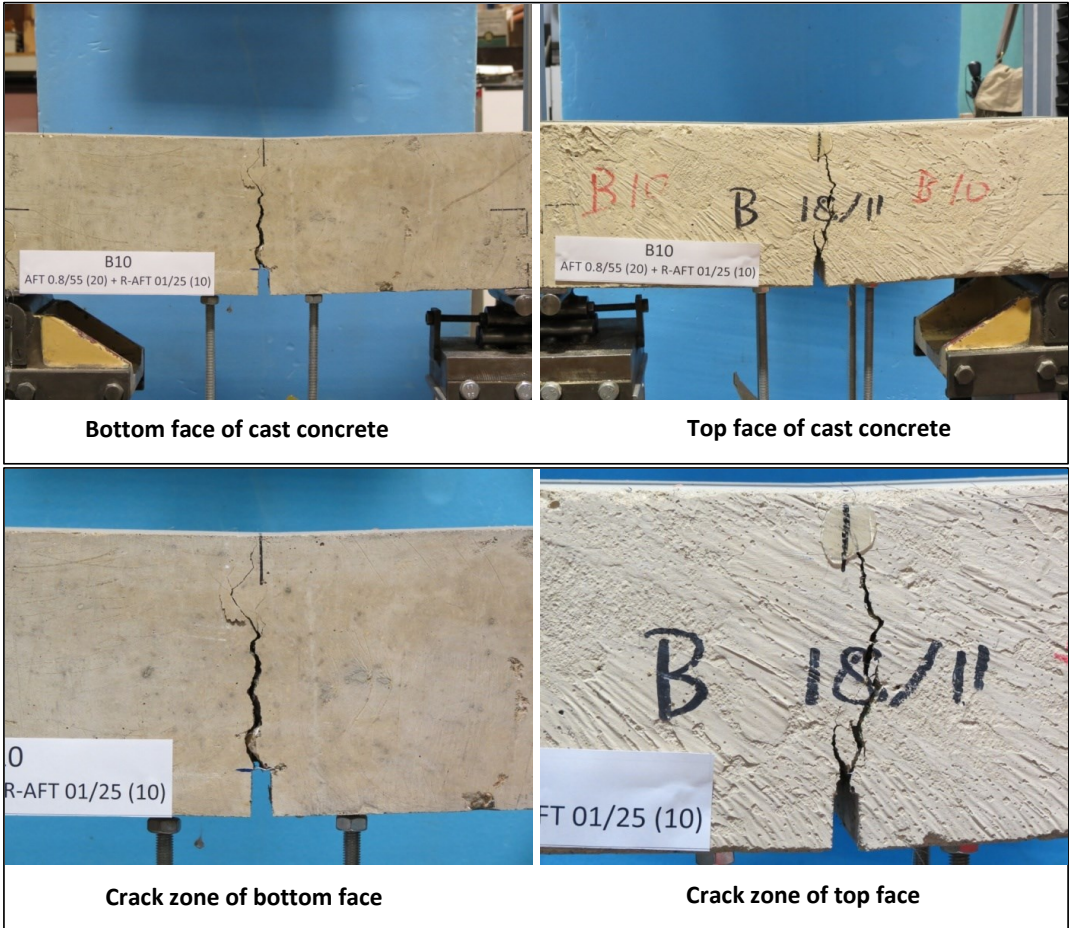 B10
AFT 0.8/55 (20) + R-AFT 01/25 (10)
B10
B 18/11
B10
B10
AFT 0.8/55 (20) + R-AFT 01/25 (10)
Bottom face of cast concrete
Top face of cast concrete
.0
R-AFT 01/25 (10)
B 18/11
FT 01/25 (10)
Crack zone of bottom face
Crack zone of top face